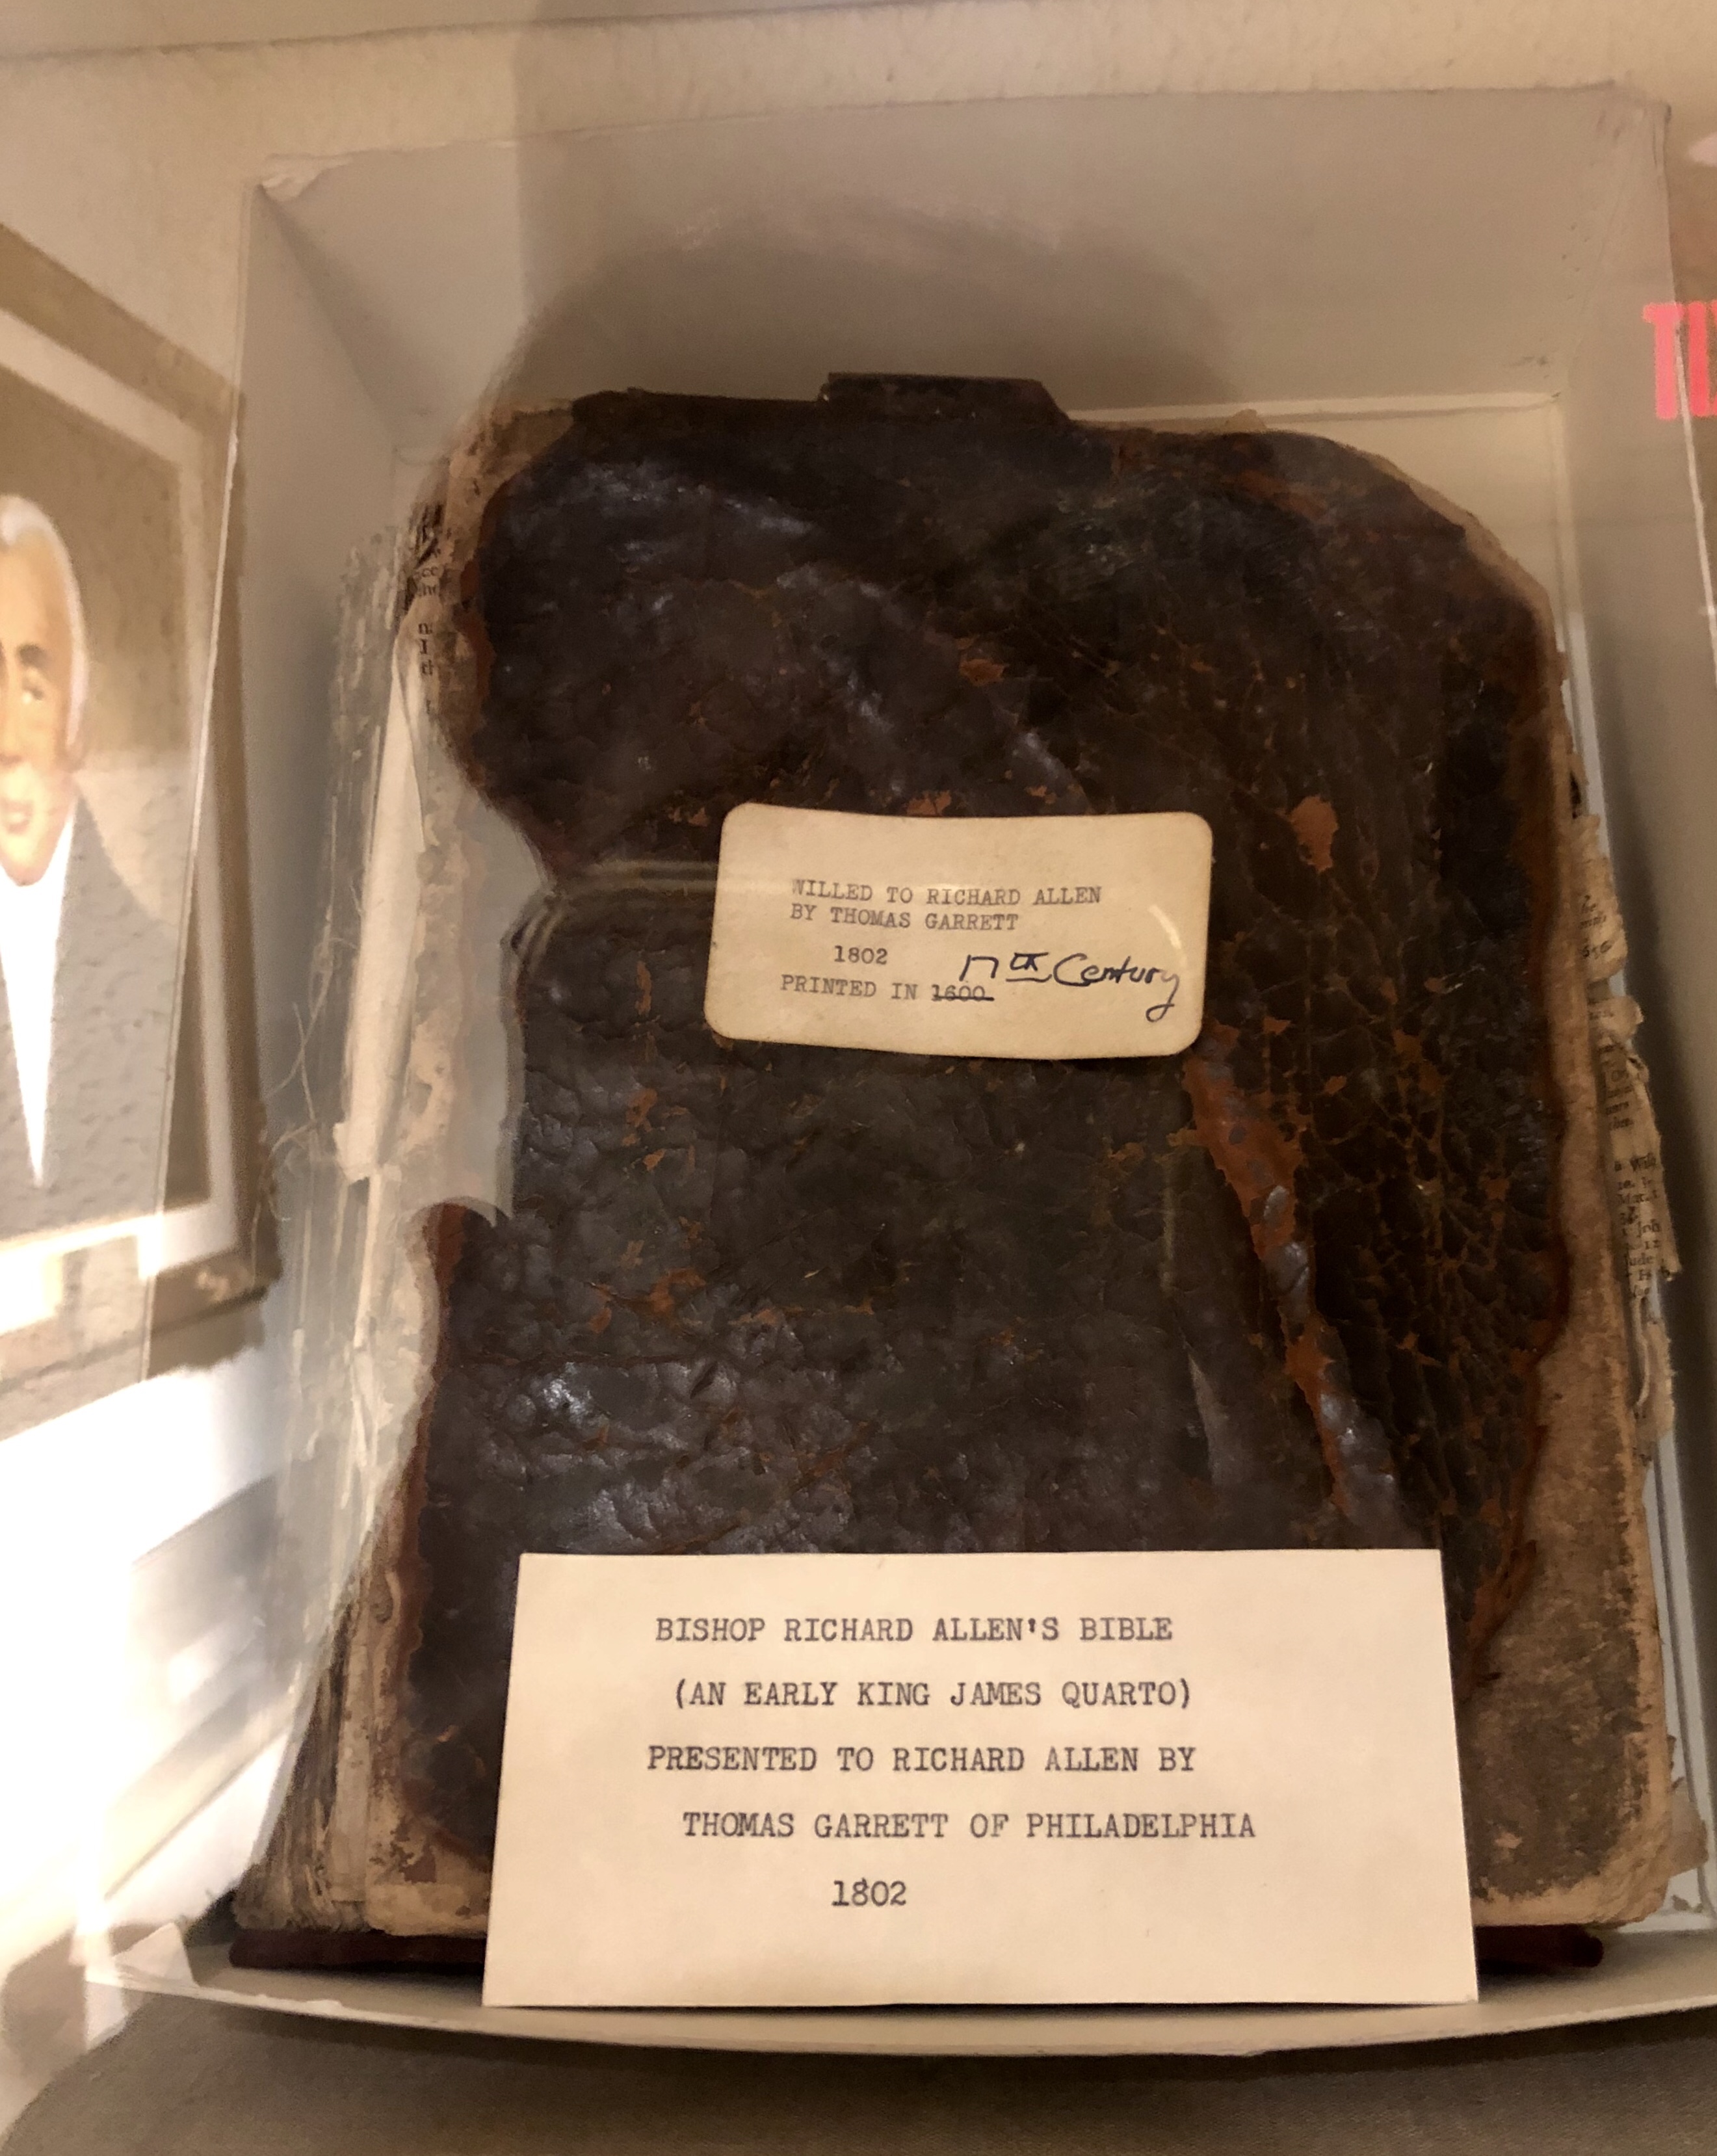 WILLED TO RICHARD ALLEN
BY THOMAS GARRETT
1802
17th Century
PRINTED IN 1600
BISHOP RICHARD ALLEN'S BIBLE
(AN EARLY KING JAMES QUARTO)
PRESENTED TO RICHARD ALLEN BY
THOMAS GARRETT OF PHILADELPHIA
1802